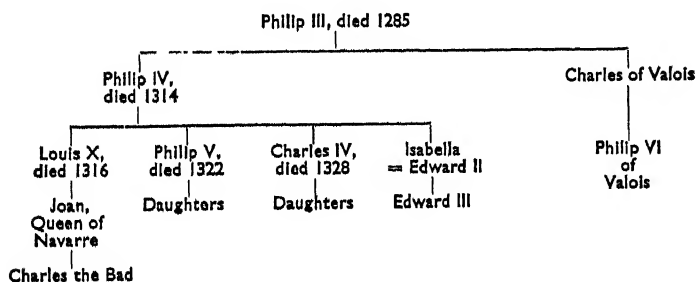 Philip III, died 1285
Philip IV,
died 1314
Charles of Valois
Louis X,
died 1316
Philip V,
died 1322
Charles IV,
died 1328
Isabella
= Edward II
Philip VI
of
Valois
Joan,
Queen of
Navarre
Daughters
Daughters
Edward III
Charles the Bad